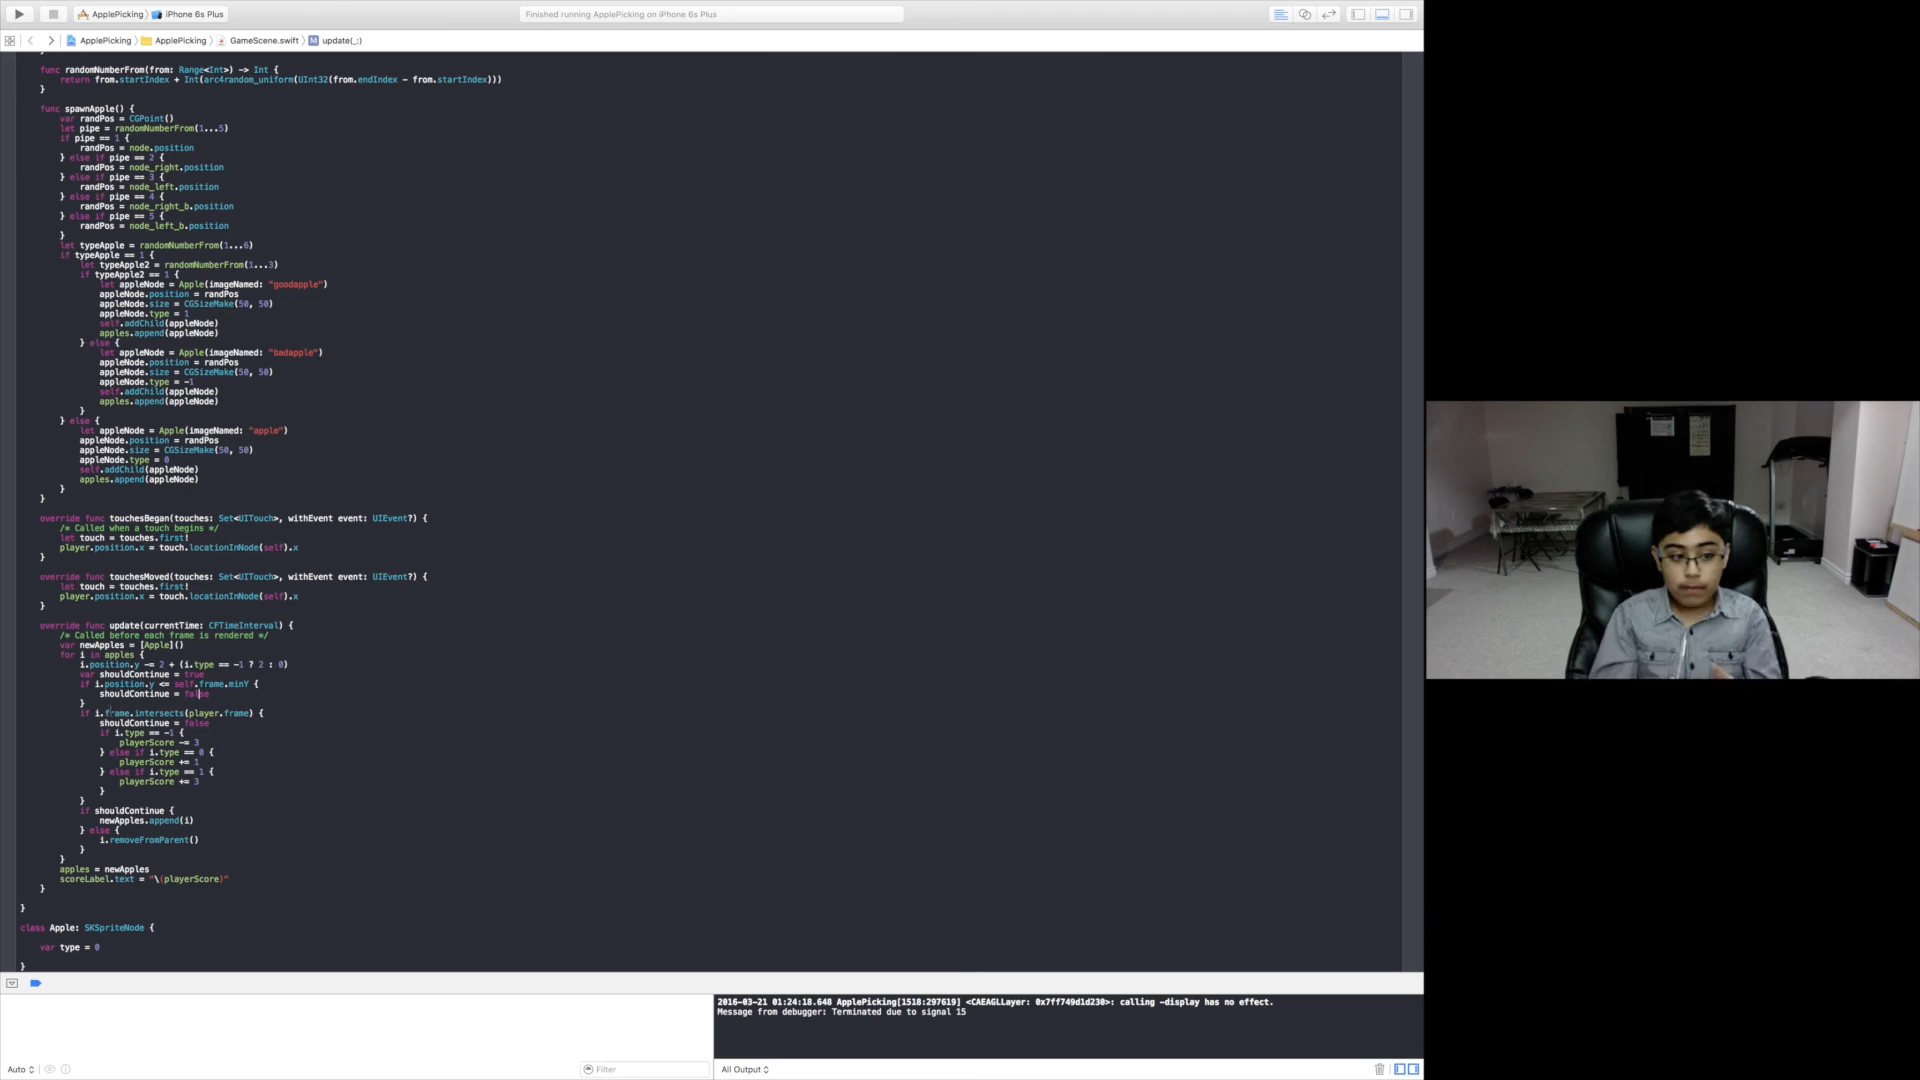 ApplePicking
iPhone 6s Plus
Finished running ApplePicking on iPhone 6s Plus
ApplePicking
ApplePicking
GameScene.swift
M
update(_:)
func randomNumberFrom(from: Range<Int>) -> Int {
return from.startIndex + Int(arc4random_uniform(UInt32(from.endIndex - from.startIndex)))
}
func spawnApple() {
var randPos = CGPoint()
let pipe = randomNumberFrom(1...5)
if pipe == 1 {
randPos = node.position
} else if pipe == 2 {
randPos = node_right.position
} else if pipe == 3 {
randPos = node_left.position
} else if pipe == 4 {
randPos = node_right_b.position
} else if pipe == 5 {
randPos = node_left_b.position
}
let typeApple = randomNumberFrom(1...6)
if typeApple == 1 {
let typeApple2 = randomNumberFrom(1...3)
if typeApple2 == 1 {
let appleNode = Apple(imageNamed: "goodapple")
appleNode.position = randPos
appleNode.size = CGSizeMake(50, 50)
appleNode.type = 1
self.addChild(appleNode)
apples.append(appleNode)
} else {
let appleNode = Apple(imageNamed: "badapple")
appleNode.position = randPos
appleNode.size = CGSizeMake(50, 50)
appleNode.type = -1
self.addChild(appleNode)
apples.append(appleNode)
}
} else {
let appleNode = Apple(imageNamed: "apple")
appleNode.position = randPos
appleNode.size = CGSizeMake(50, 50)
appleNode.type = 0
self.addChild(appleNode)
apples.append(appleNode)
}
}
override func touchesBegan(touches: Set<UITouch>, withEvent event: UIEvent?) {
/* Called when a touch begins */
let touch = touches.first!
player.position.x = touch.locationInNode(self).x
}
override func touchesMoved(touches: Set<UITouch>, withEvent event: UIEvent?) {
let touch = touches.first!
player.position.x = touch.locationInNode(self).x
}
override func update(currentTime: CFTimeInterval) {
/* Called before each frame is rendered */
var newApples = [Apple]()
for i in apples {
i.position.y -= 2 + (i.type == -1 ? 2 : 0)
var shouldContinue = true
if i.position.y <= self.frame.minY {
shouldContinue = false
}
if i.frame.intersects(player.frame) {
shouldContinue = false
if i.type == -1 {
playerScore -= 3
} else if i.type == 0 {
playerScore += 1
} else if i.type == 1 {
playerScore += 3
}
}
if shouldContinue {
newApples.append(i)
} else {
i.removeFromParent()
}
}
apples = newApples
scoreLabel.text = "\(playerScore)"
}
}
class Apple: SKSpriteNode {
var type = 0
}
2016-03-21 01:24:18.648 ApplePicking[1518:297619] <CAEAGLLayer: 0x7ff749d1d230>: calling -display has no effect.
Message from debugger: Terminated due to signal 15
Auto
Filter
All Output